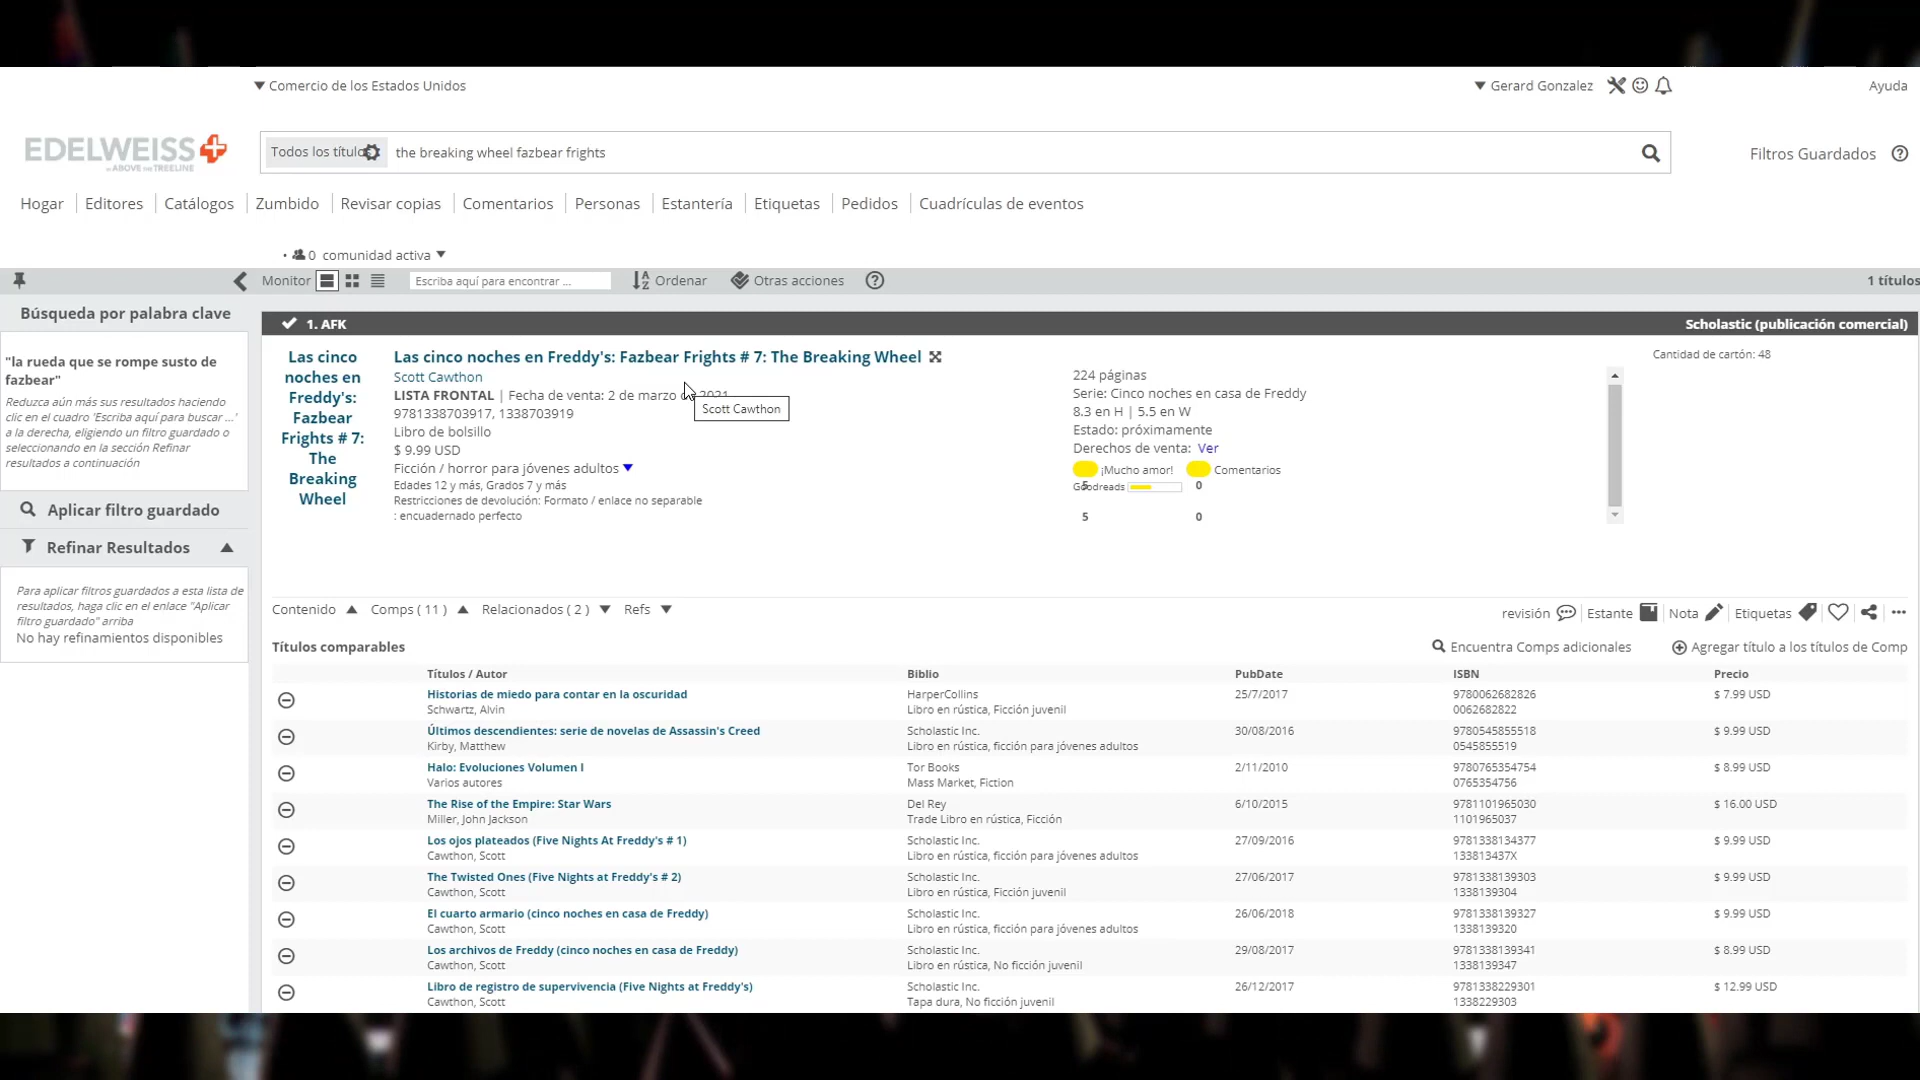 Comercio de los Estados Unidos
Gerard Gonzalez
Ayuda
EDELWEISS+
by ABOVE THE TREELINE
Todos los títulos
the breaking wheel fazbear frights
Filtros Guardados
Hogar | Editores | Catálogos | Zumbido | Revisar copias | Comentarios | Personas | Estantería | Etiquetas | Pedidos | Cuadrículas de eventos
• 0 comunidad activa
Monitor
Escriba aquí para encontrar ...
Ordenar
Otras acciones
1 títulos
Búsqueda por palabra clave
"la rueda que se rompe susto de
fazbear"
Reduzca aún más sus resultados haciendo
clic en el cuadro 'Escriba aquí para buscar ...'
a la derecha, eligiendo un filtro guardado o
seleccionando en la sección Refinar
resultados a continuación
Aplicar filtro guardado
Refinar Resultados
Para aplicar filtros guardados a esta lista de
resultados, haga clic en el enlace "Aplicar
filtro guardado" arriba
No hay refinamientos disponibles
1. AFK
Scholastic (publicación comercial)
Las cinco
noches en
Freddy's:
Fazbear
Frights # 7:
The
Breaking
Wheel
Las cinco noches en Freddy's: Fazbear Frights # 7: The Breaking Wheel
Scott Cawthon
LISTA FRONTAL | Fecha de venta: 2 de marzo de 2021
Scott Cawthon
9781338703917, 1338703919
Libro de bolsillo
$ 9.99 USD
Ficción / horror para jóvenes adultos
Edades 12 y más, Grados 7 y más
Restricciones de devolución: Formato / enlace no separable
: encuadernado perfecto
224 páginas
Serie: Cinco noches en casa de Freddy
8.3 en H | 5.5 en W
Estado: próximamente
Derechos de venta: Ver
¡Mucho amor! Comentarios
5 0
Goodreads
5 0
Cantidad de cartón: 48
Contenido Comps ( 11 ) Relacionados ( 2 ) Refs
revisión | Estante | Nota | Etiquetas
Títulos comparables
Encuentra Comps adicionales
Agregar título a los títulos de Comp
Títulos / Autor Biblio PubDate ISBN Precio
Historias de miedo para contar en la oscuridad HarperCollins 25/7/2017 9780062682826 $ 7.99 USD
Schwartz, Alvin Libro en rústica, Ficción juvenil 0062682822
Últimos descendientes: serie de novelas de Assassin's Creed Scholastic Inc. 30/08/2016 9780545855518 $ 9.99 USD
Kirby, Matthew Libro en rústica, ficción para jóvenes adultos 0545855519
Halo: Evoluciones Volumen I Tor Books 2/11/2010 9780765354754 $ 8.99 USD
Varios autores Mass Market, Fiction 0765354756
The Rise of the Empire: Star Wars Del Rey 6/10/2015 9781101965030 $ 16.00 USD
Miller, John Jackson Trade Libro en rústica, Ficción 1101965037
Los ojos plateados (Five Nights At Freddy's # 1) Scholastic Inc. 27/09/2016 9781338134377 $ 9.99 USD
Cawthon, Scott Libro en rústica, ficción para jóvenes adultos 133813437X
The Twisted Ones (Five Nights at Freddy's # 2) Scholastic Inc. 27/06/2017 9781338139303 $ 9.99 USD
Cawthon, Scott Libro en rústica, Ficción juvenil 1338139304
El cuarto armario (cinco noches en casa de Freddy) Scholastic Inc. 26/06/2018 9781338139327 $ 9.99 USD
Cawthon, Scott Libro en rústica, ficción para jóvenes adultos 1338139320
Los archivos de Freddy (cinco noches en casa de Freddy) Scholastic Inc. 29/08/2017 9781338139341 $ 8.99 USD
Cawthon, Scott Libro en rústica, No ficción juvenil 1338139347
Libro de registro de supervivencia (Five Nights at Freddy's) Scholastic Inc. 26/12/2017 9781338229301 $ 12.99 USD
Cawthon, Scott Tapa dura, No ficción juvenil 1338229303